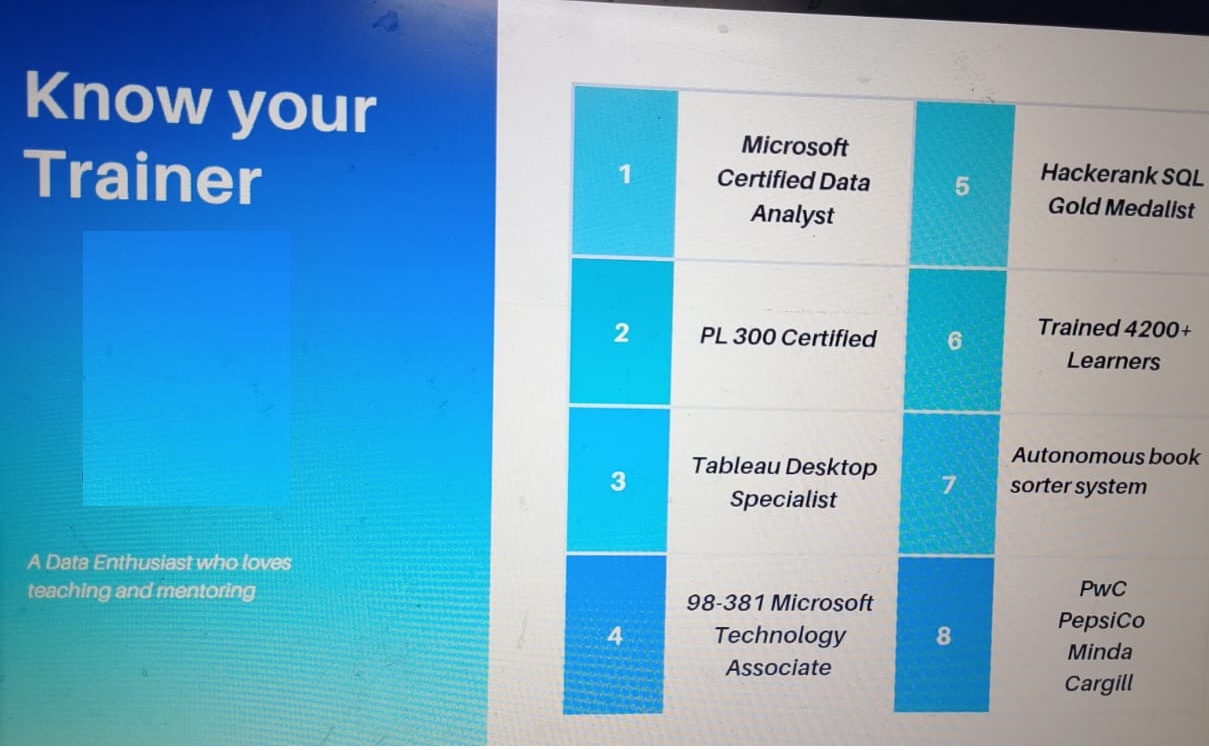 Know your
Trainer
A Data Enthusiast who loves
teaching and mentoring
1
Microsoft
Certified Data
Analyst
2
PL 300 Certified
3
Tableau Desktop
Specialist
4
98-381 Microsoft
Technology
Associate
5
Hackerank SQL
Gold Medalist
6
Trained 4200+
Learners
7
Autonomous book
sorter system
8
PwC
PepsiCo
Minda
Cargill